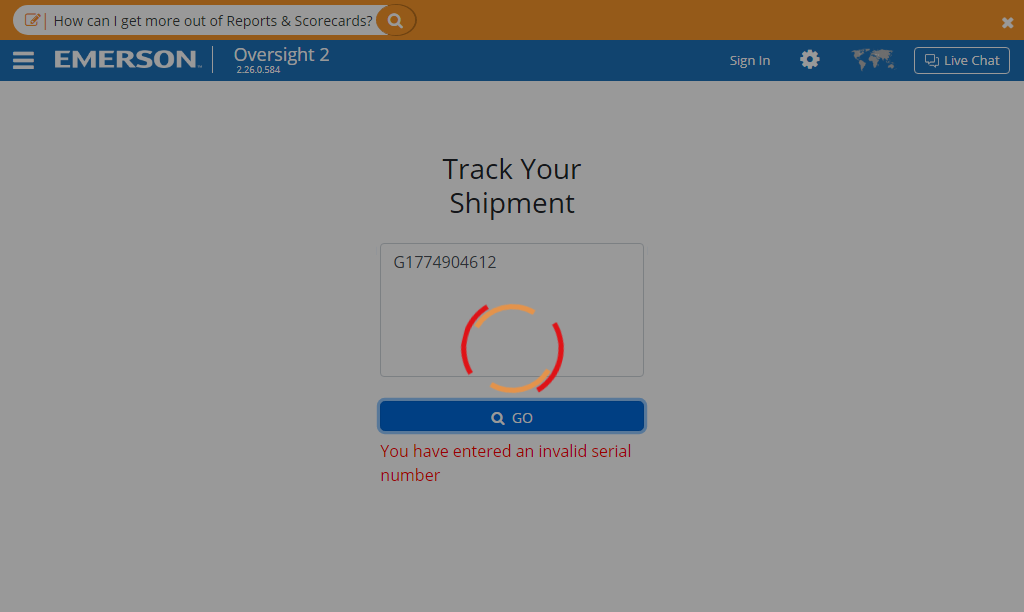 How can I get more out of Reports & Scorecards?
EMERSON™
Oversight 2
2.26.0.584
Sign In
Live Chat
Track Your
Shipment
G1774904612
GO
You have entered an invalid serial
number